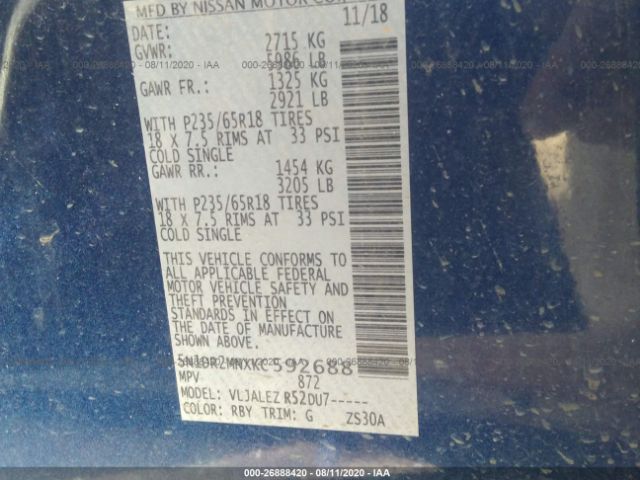 MFD BY NISSAN MOTOR CO.
DATE: 11/18
GVWR: 2715 KG
5986 LB
GAWR FR.: 1325 KG
2921 LB
WITH P235/65R18 TIRES
18 X 7.5 RIMS AT 33 PSI
COLD SINGLE
GAWR RR.: 1454 KG
3205 LB
WITH P235/65R18 TIRES
18 X 7.5 RIMS AT 33 PSI
COLD SINGLE
THIS VEHICLE CONFORMS TO
ALL APPLICABLE FEDERAL
MOTOR VEHICLE SAFETY AND
THEFT PREVENTION
STANDARDS IN EFFECT ON
THE DATE OF MANUFACTURE
SHOWN ABOVE.
5N1DR2MNXKC592688
MPV 872
MODEL: VLJALEZ R52DU7-----
COLOR: RBY TRIM: G ZS30A
000-26888420 - 08/11/2020 - IAA